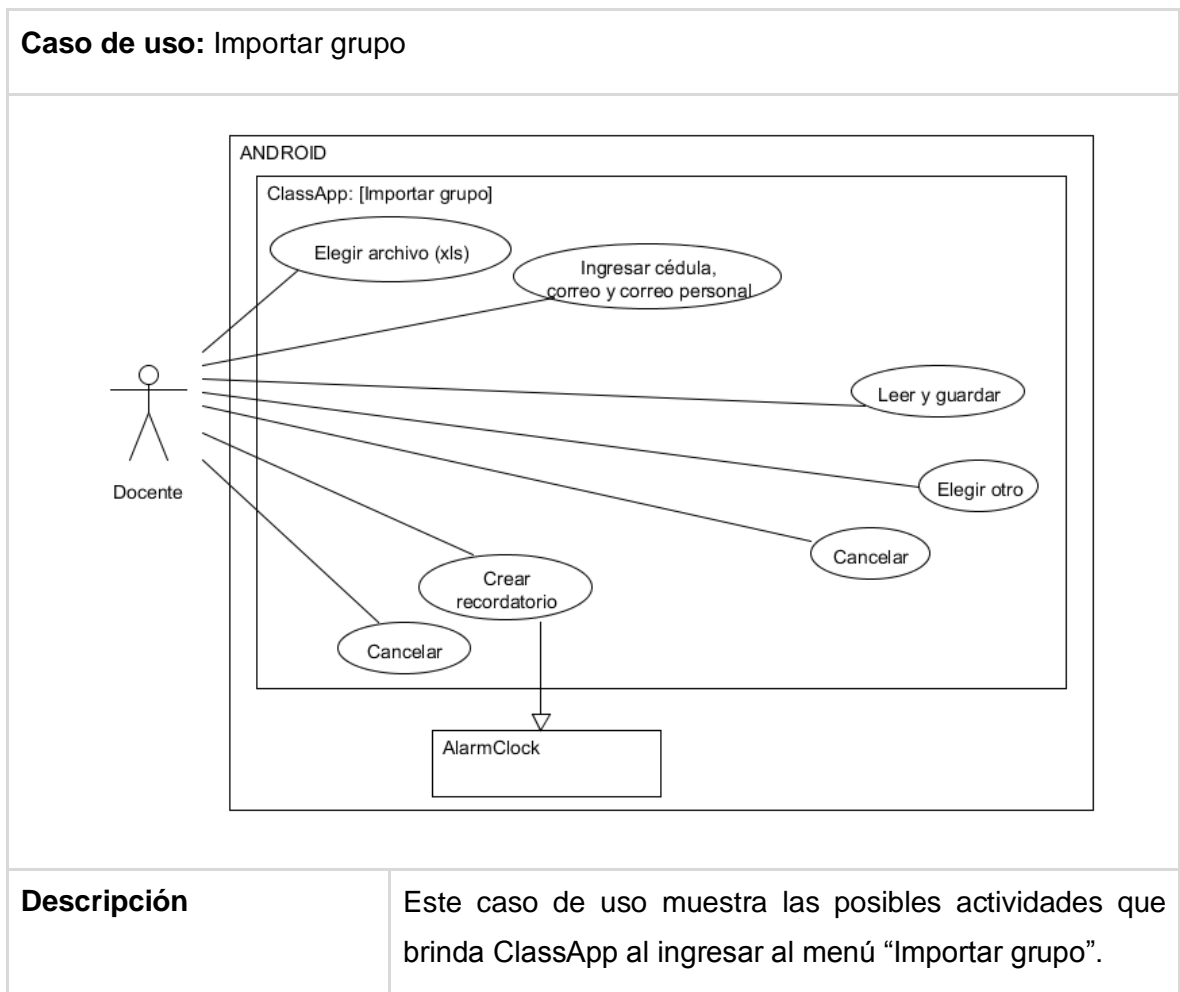 Caso de uso: Importar grupo
ANDROID
ClassApp: [Importar grupo]
Elegir archivo (xls)
Ingresar cédula,
correo y correo personal
Leer y guardar
Docente
Elegir otro
Cancelar
Crear
recordatorio
Cancelar
AlarmClock
Descripción
Este caso de uso muestra las posibles actividades que
brinda ClassApp al ingresar al menú “Importar grupo”.